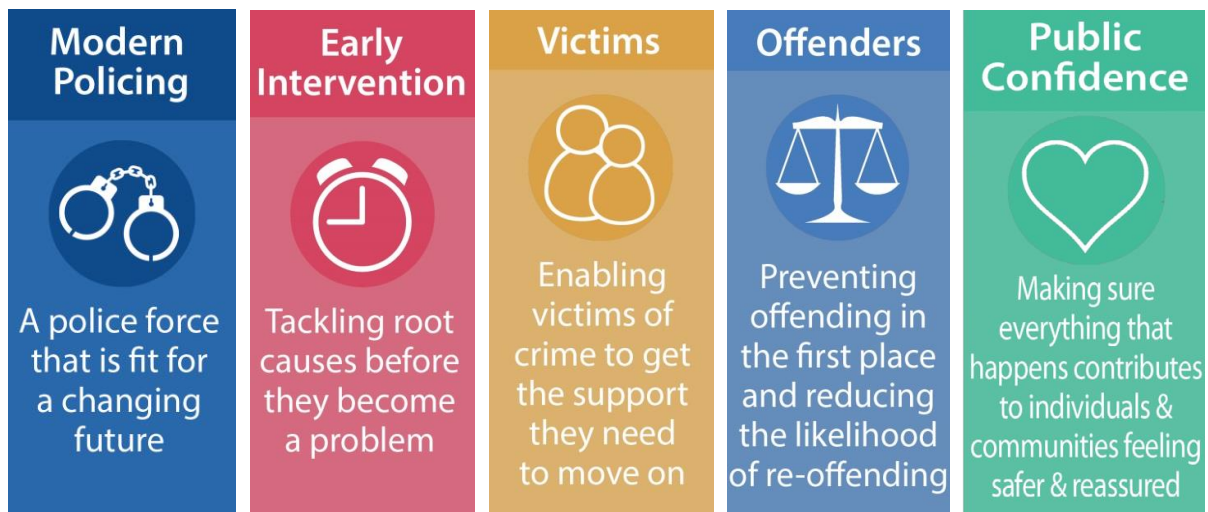 Modern
Policing
A police force
that is fit for
a changing
future
Early
Intervention
Tackling root
causes before
they become
a problem
Victims
Enabling
victims of
crime to get
the support
they need
to move on
Offenders
Preventing
offending in
the first place
and reducing
the likelihood
of re-offending
Public
Confidence
Making sure
everything that
happens contributes
to individuals &
communities feeling
safer & reassured